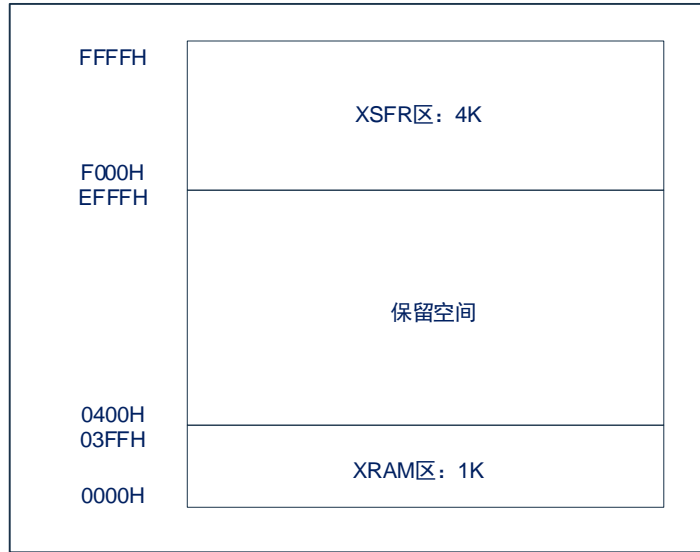 FFFFH
XSFR区：4K
F000H
EFFFH
保留空间
0400H
03FFH
XRAM区：1K
0000H